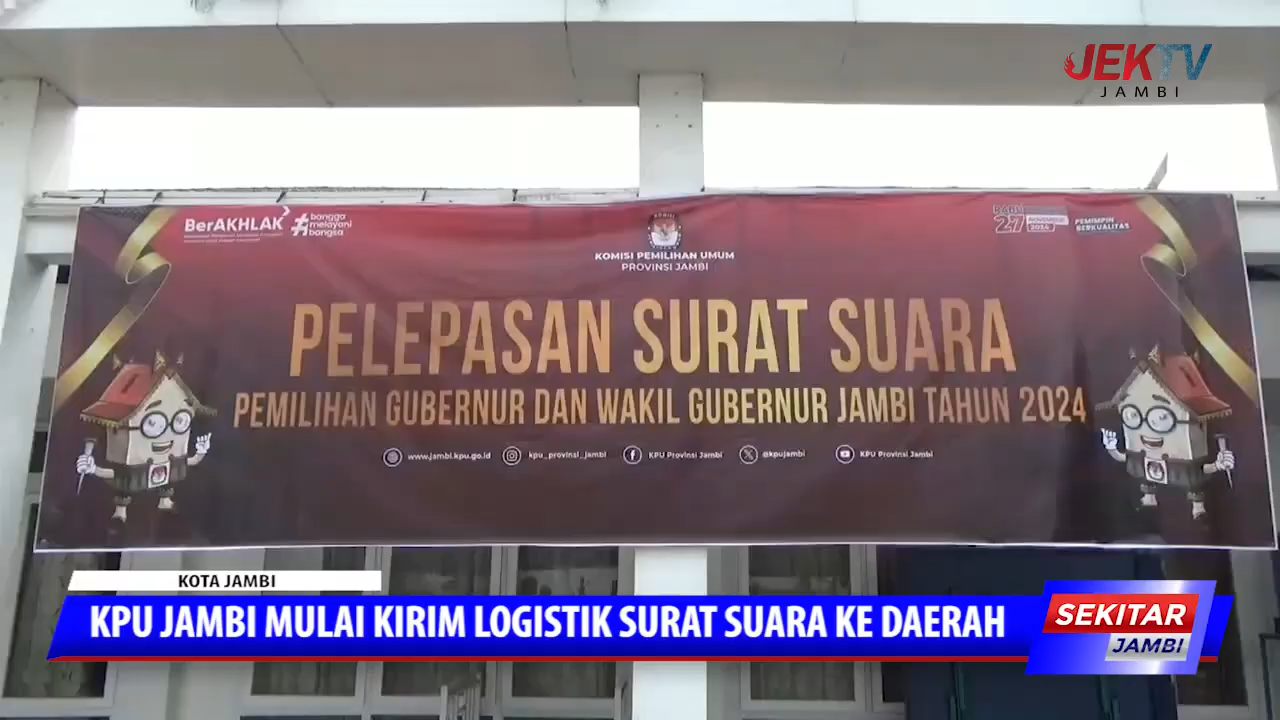 JEKTV
JAMBI
BerAKHLAK
#bangga
melayani
bangsa
KOMISI PEMILIHAN UMUM
PROVINSI JAMBI
RABU
27 NOVEMBER
2024
PEMIMPIN
BERKUALITAS
PELEPASAN SURAT SUARA
PEMILIHAN GUBERNUR DAN WAKIL GUBERNUR JAMBI TAHUN 2024
www.jambi.kpu.go.id kpu_provinsi_jambi KPU Provinsi Jambi @kpujambi KPU Provinsi Jambi
KOTA JAMBI
KPU JAMBI MULAI KIRIM LOGISTIK SURAT SUARA KE DAERAH
SEKITAR
JAMBI